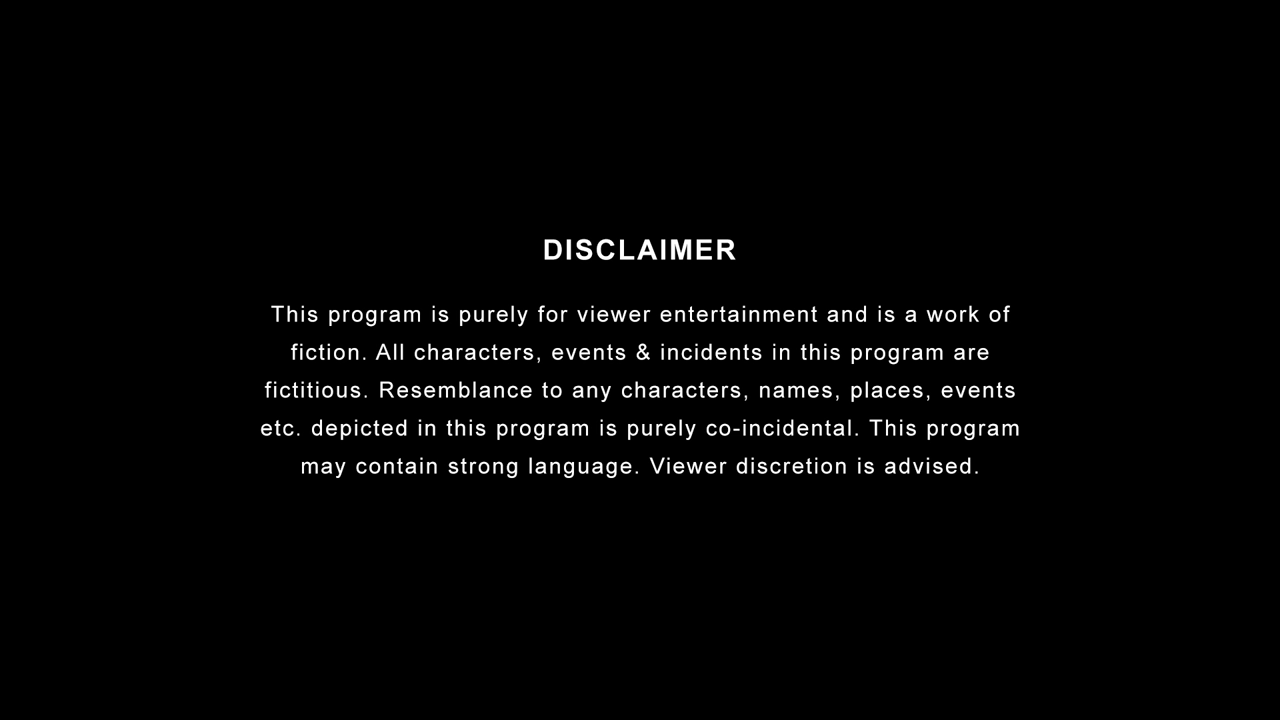 DISCLAIMER
This program is purely for viewer entertainment and is a work of
fiction. All characters, events & incidents in this program are
fictitious. Resemblance to any characters, names, places, events
etc. depicted in this program is purely co-incidental. This program
may contain strong language. Viewer discretion is advised.